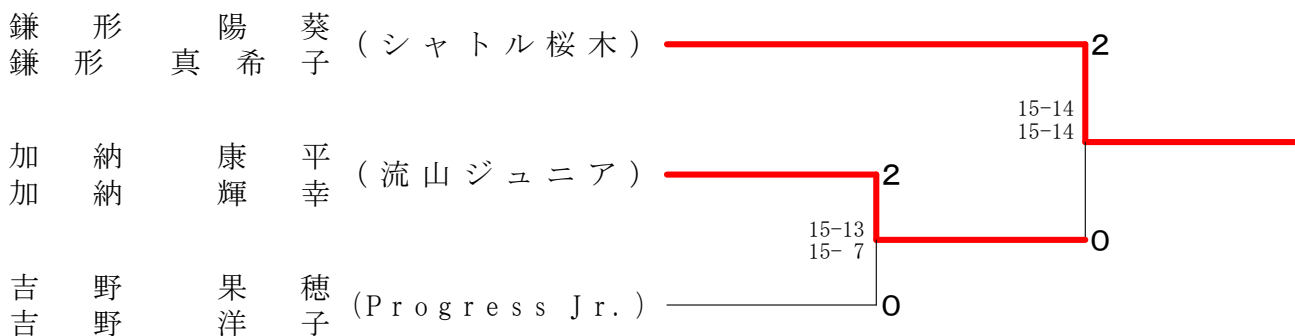 鎌形 陽葵
鎌形 真希子
(シャトル桜木)
2
15-14
15-14
加納 康平
加納 輝幸
(流山ジュニア)
2
15-13
15- 7
0
吉野 果穂
吉野 洋子
(Progress Jr.)
0